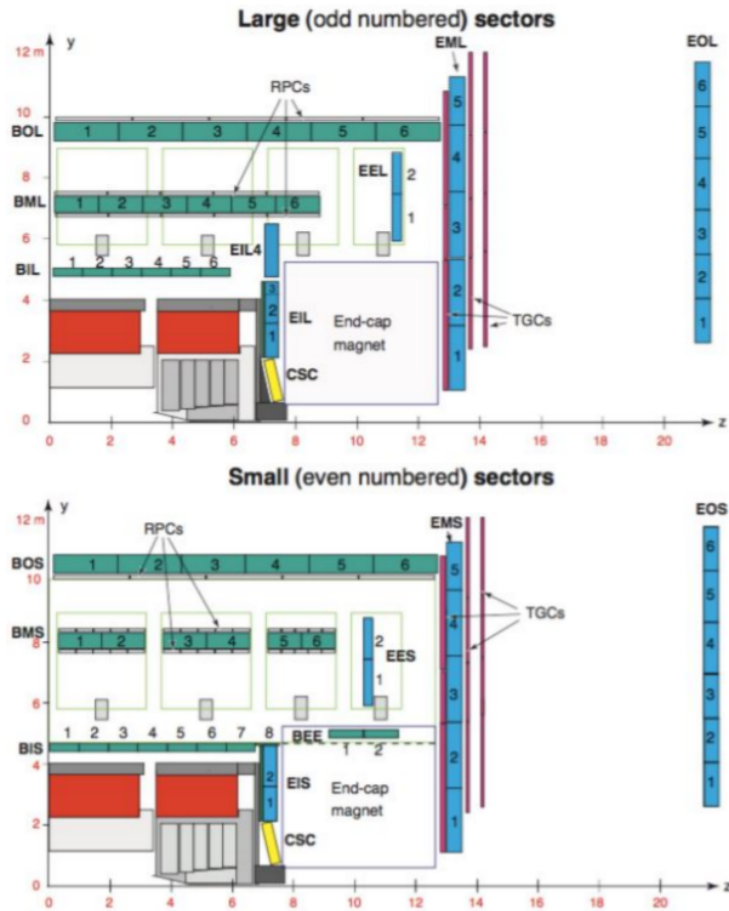 Large (odd numbered) sectors
y
12 m
EML
EOL
RPCs
5
6
10
BOL
1 2 3 4 5 6
5
4
8
EEL
2
4
BML
1 2 3 4 5 6
1
3
3
6
EIL4
BIL
1 2 3 4 5 6
2
4
3
2
EIL
End-cap
magnet
2
TGCs
1
1
1
2
CSC
0
z
0 2 4 6 8 10 12 14 16 18 20
Small (even numbered) sectors
y
12 m
EMS
EOS
RPCs
6
BOS
1 2 3 4 5 6
5
10
5
TGCs
BMS
1 2 3 4 5 6
2
4
4
8
EES
1
3
3
6
BEE
1 2 3 4 5 6 7 8
1 2
2
2
BIS
4
2
EIS
End-cap
magnet
1
1
1
2
CSC
0
z
0 2 4 6 8 10 12 14 16 18 20